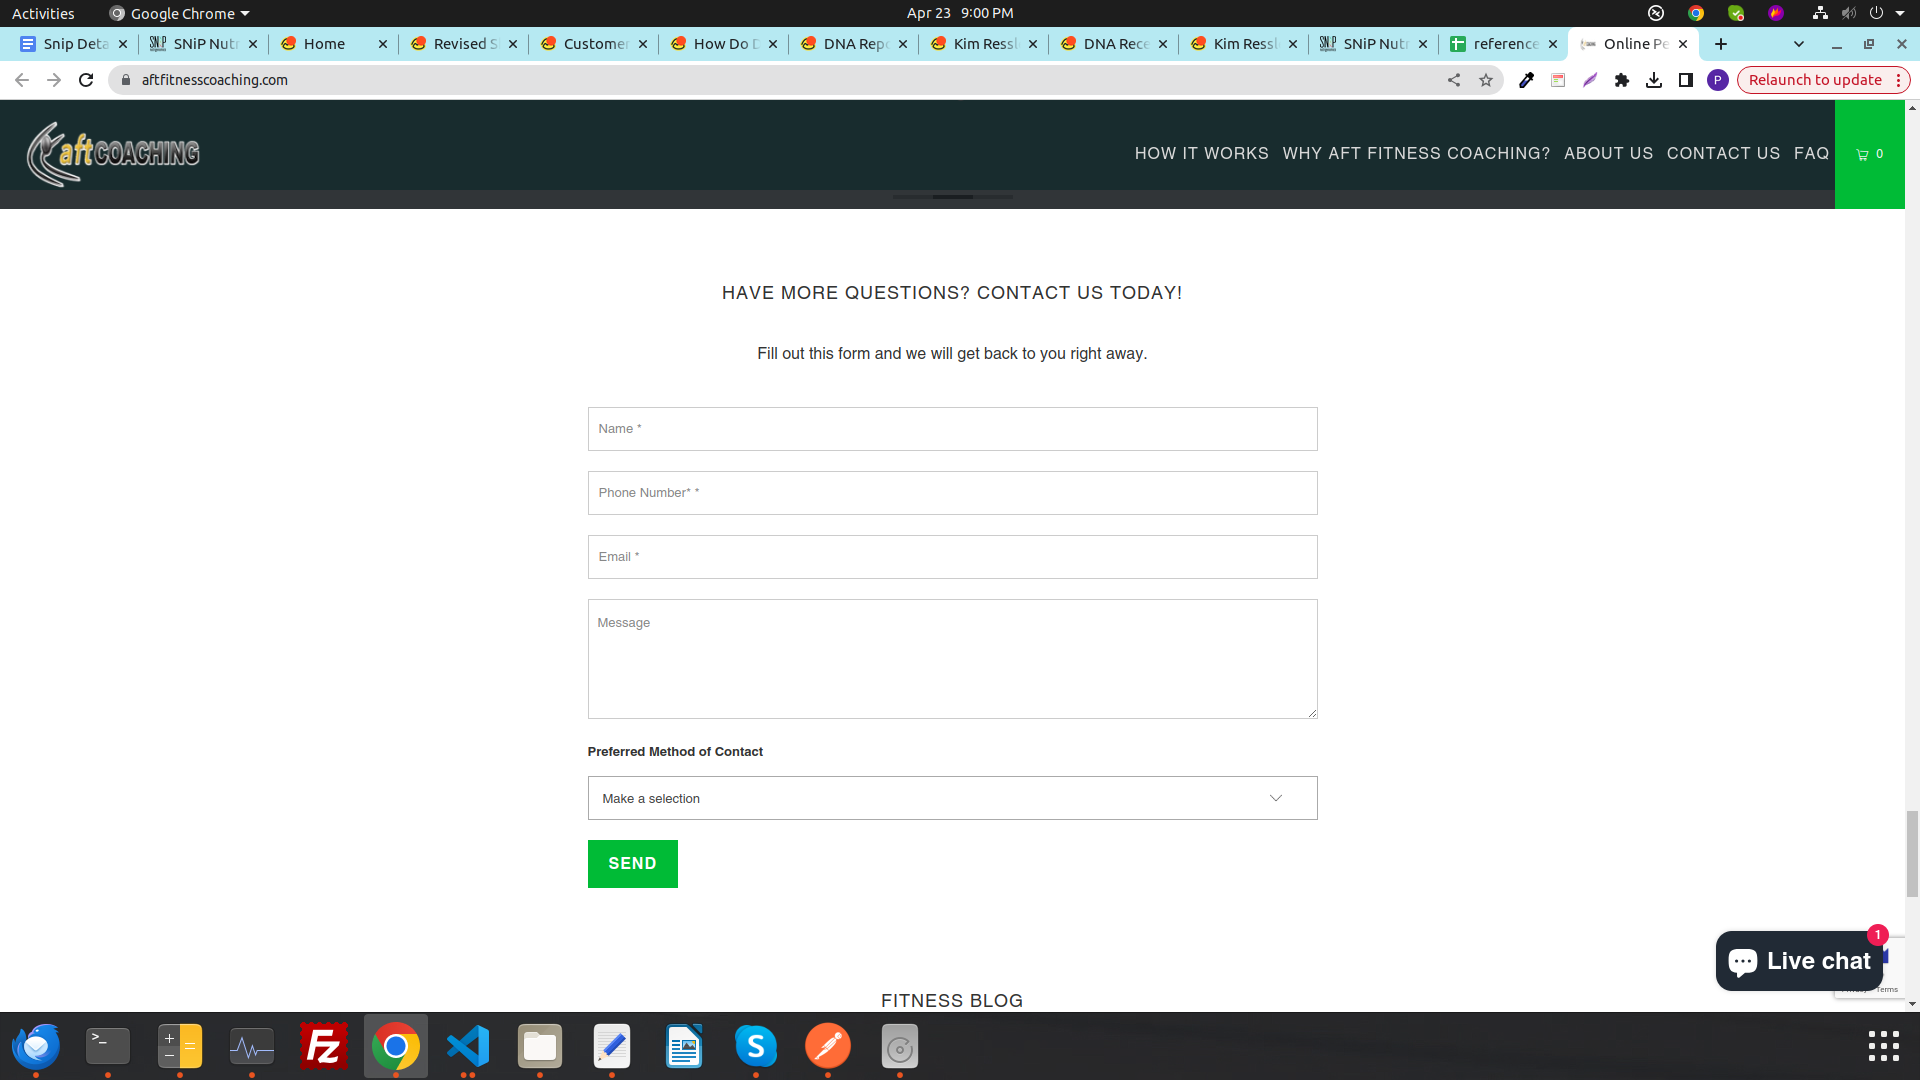 Activities
Google Chrome
Apr 23 9:00 PM
Snip Deta
SNiP Nutr
Home
Revised S
Customer
How Do D
DNA Repo
Kim Ressl
DNA Rece
Kim Ressl
SNiP Nutr
reference
Online Pe
aftfitnesscoaching.com
P
Relaunch to update
aftCOACHING
HOW IT WORKS
WHY AFT FITNESS COACHING?
ABOUT US
CONTACT US
FAQ
0
HAVE MORE QUESTIONS? CONTACT US TODAY!
Fill out this form and we will get back to you right away.
Name *
Phone Number* *
Email *
Message
Preferred Method of Contact
Make a selection
SEND
1
Live chat
Terms
FITNESS BLOG